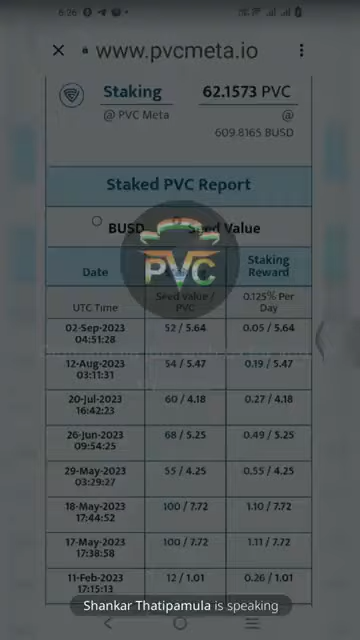 6:26
www.pvcmeta.io
Staking 62.1573 PVC
@ PVC Meta @
609.8165 BUSD
Staked PVC Report
BUSD Seed Value
PVC
Date
Staking
Reward
UTC Time
Seed Value /
PVC
0.125% Per
Day
02-Sep-2023
04:51:28
52 / 5.64
0.05 / 5.64
12-Aug-2023
03:11:31
54 / 5.47
0.19 / 5.47
20-Jul-2023
16:42:23
60 / 4.18
0.27 / 4.18
26-Jun-2023
09:54:25
68 / 5.25
0.49 / 5.25
29-May-2023
03:29:27
55 / 4.25
0.55 / 4.25
18-May-2023
17:44:52
100 / 7.72
1.10 / 7.72
17-May-2023
17:38:58
100 / 7.72
1.11 / 7.72
11-Feb-2023
17:15:13
12 / 1.01
0.26 / 1.01
Shankar Thatipamula is speaking